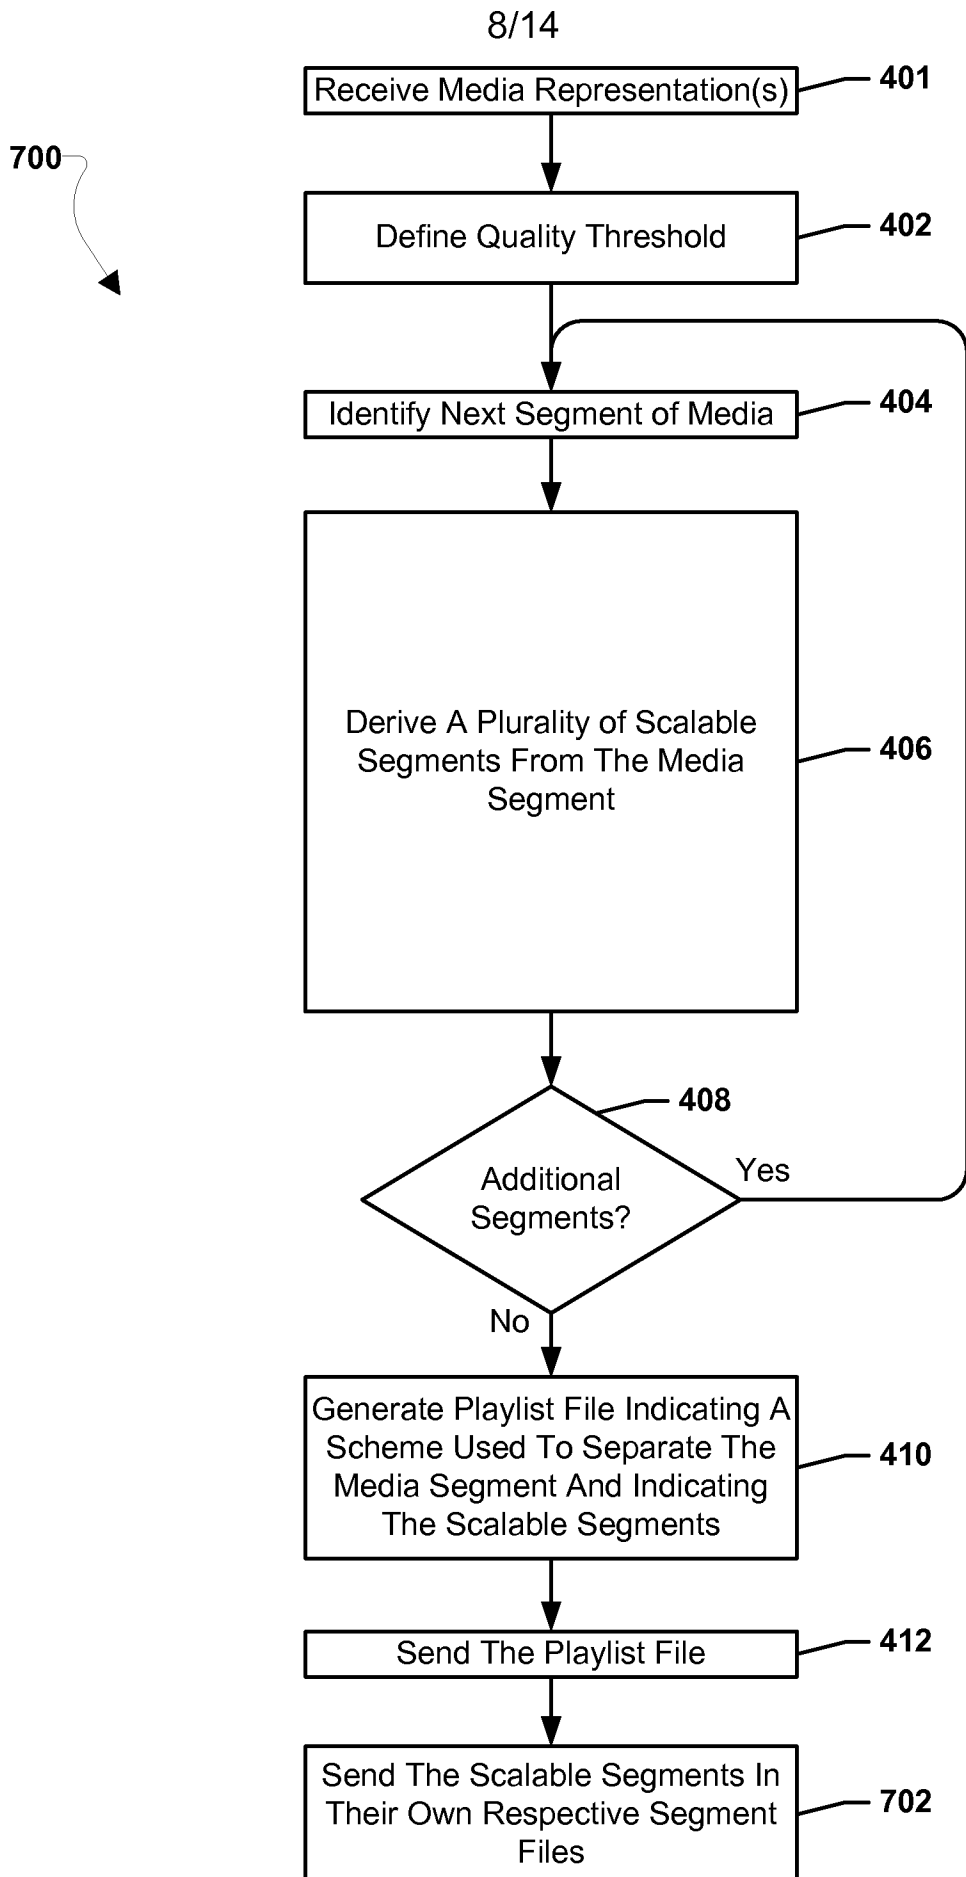 8/14
Receive Media Representation(s)
401
700
Define Quality Threshold
402
Identify Next Segment of Media
404
Derive A Plurality of Scalable
Segments From The Media
Segment
406
408
Additional
Segments?
Yes
No
Generate Playlist File Indicating A
Scheme Used To Separate The
Media Segment And Indicating
The Scalable Segments
410
Send The Playlist File
412
Send The Scalable Segments In
Their Own Respective Segment
Files
702